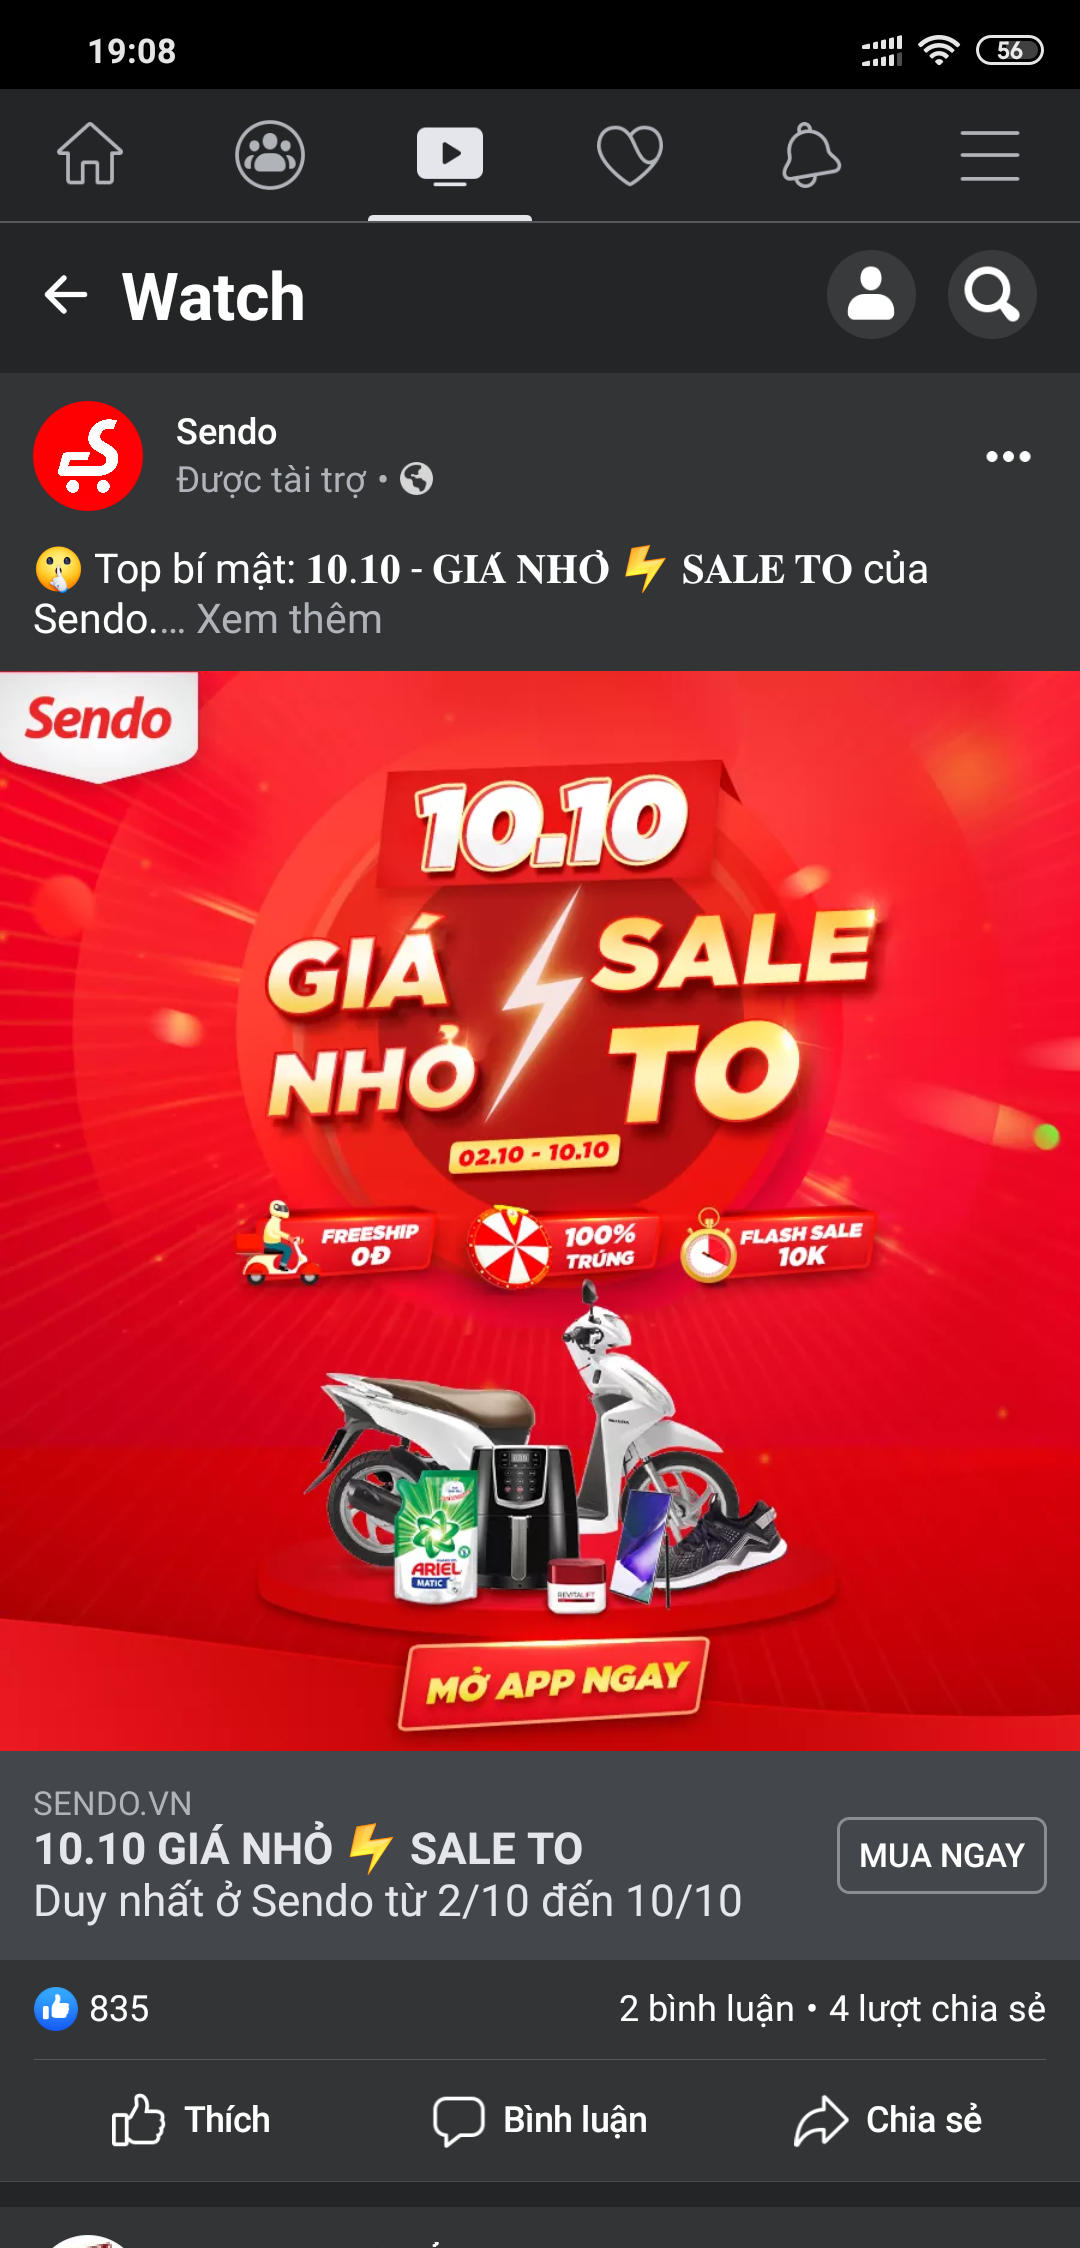 19:08
56
Watch
Sendo
Được tài trợ •
🤫 Top bí mật: 𝟏𝟎.𝟏𝟎 - 𝐆𝐈𝐀́ 𝐍𝐇𝐎̉ ⚡ 𝐒𝐀𝐋𝐄 𝐓𝐎 của
Sendo.... Xem thêm
Sendo
10.10
GIÁ NHỎ
SALE TO
02.10 - 10.10
FREESHIP
0Đ
100%
TRÚNG
FLASH SALE
10K
ARIEL
MATIC
REVITALIFT
MỞ APP NGAY
SENDO.VN
10.10 GIÁ NHỎ ⚡ SALE TO
Duy nhất ở Sendo từ 2/10 đến 10/10
MUA NGAY
835
2 bình luận • 4 lượt chia sẻ
Thích
Bình luận
Chia sẻ